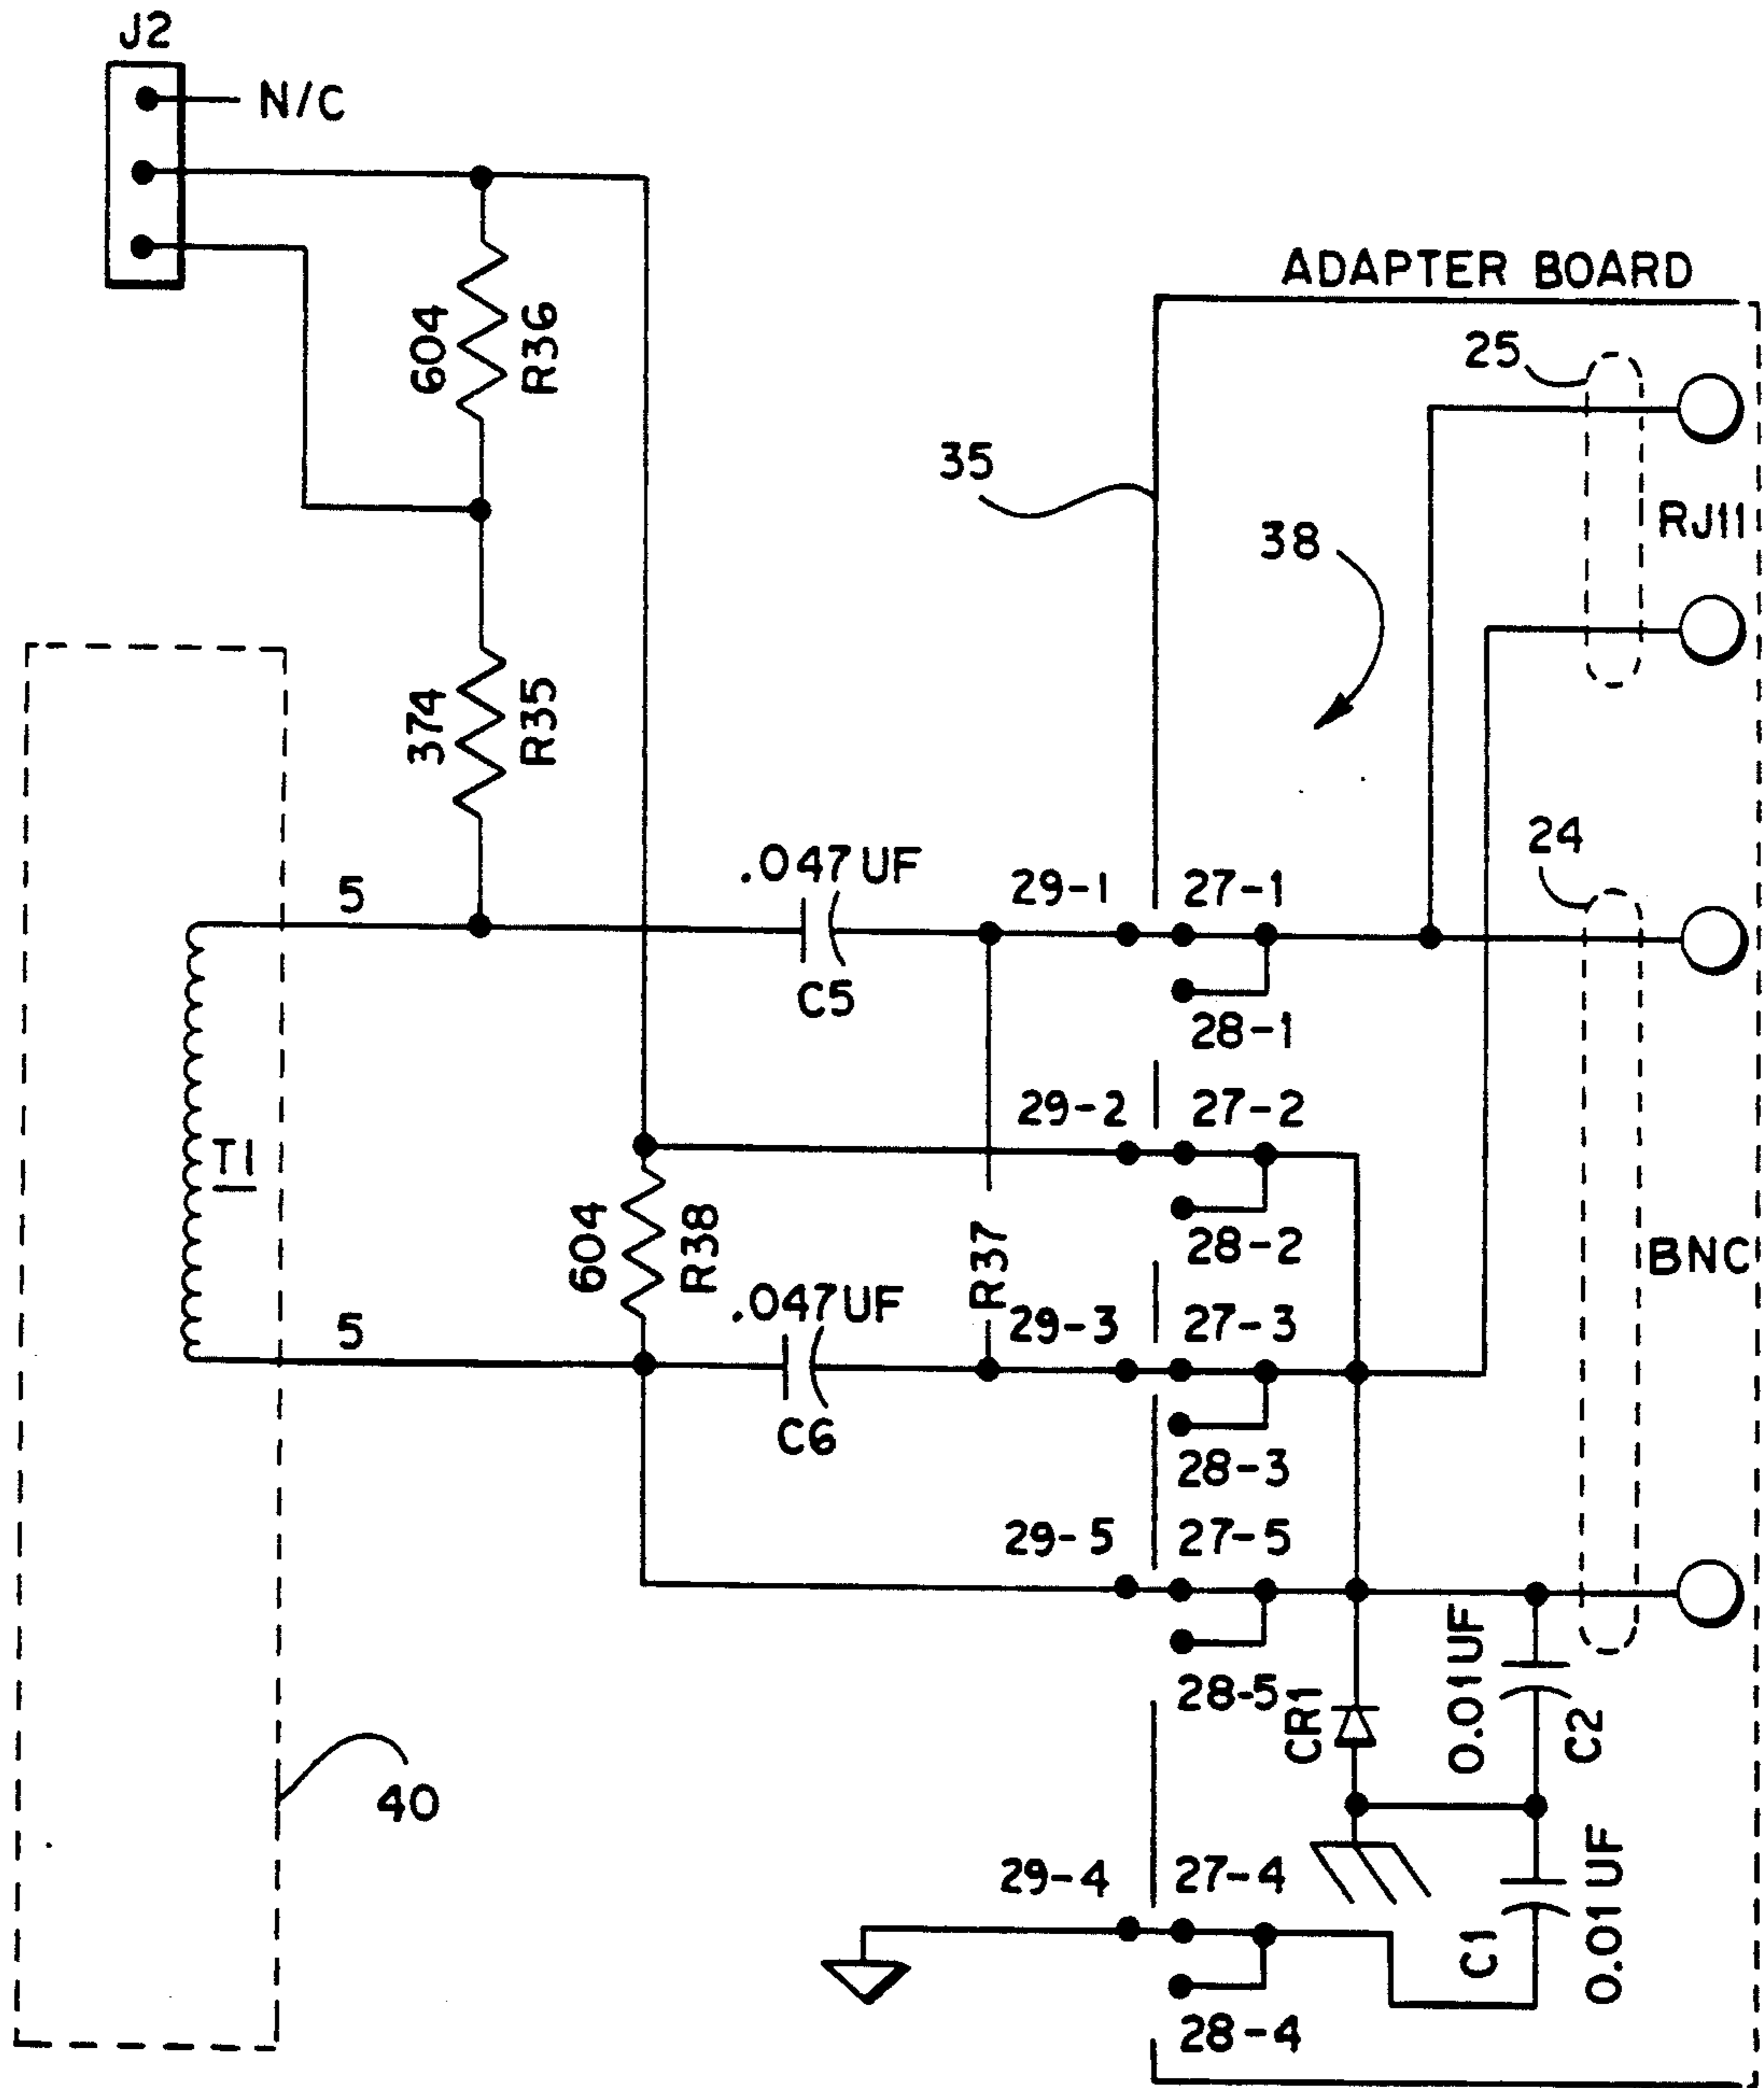 J2
N/C
604
R36
ADAPTER BOARD
25
35
38
RJ11
374
R35
24
5
.047UF
C5
29-1
27-1
28-1
T1
29-2
27-2
28-2
604
R38
R37
BNC
5
.047UF
C6
29-3
27-3
28-3
29-5
27-5
28-5
CR1
0.01UF
C2
40
29-4
27-4
28-4
C1
0.01UF